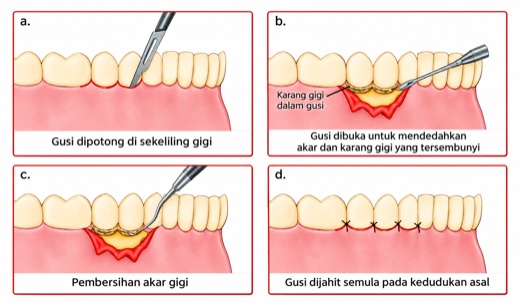 a.
Gusi dipotong di sekeliling gigi
b.
Karang gigi
dalam gusi
Gusi dibuka untuk mendedahkan
akar dan karang gigi yang tersembunyi
c.
Pembersihan akar gigi
d.
Gusi dijahit semula pada kedudukan asal